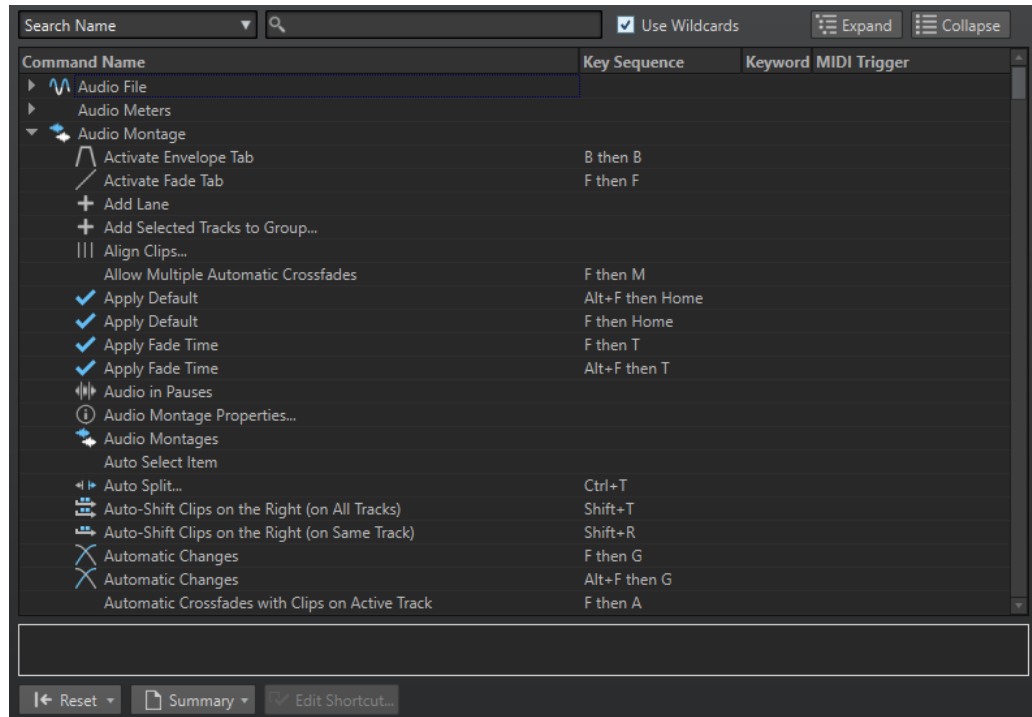 Search Name Use Wildcards Expand Collapse
Command Name Key Sequence Keyword MIDI Trigger
Audio File
Audio Meters
Audio Montage
Activate Envelope Tab B then B
Activate Fade Tab F then F
Add Lane
Add Selected Tracks to Group...
Align Clips...
Allow Multiple Automatic Crossfades F then M
Apply Default Alt+F then Home
Apply Default F then Home
Apply Fade Time F then T
Apply Fade Time Alt+F then T
Audio in Pauses
Audio Montage Properties...
Audio Montages
Auto Select Item
Auto Split... Ctrl+T
Auto-Shift Clips on the Right (on All Tracks) Shift+T
Auto-Shift Clips on the Right (on Same Track) Shift+R
Automatic Changes F then G
Automatic Changes Alt+F then G
Automatic Crossfades with Clips on Active Track F then A
Reset Summary Edit Shortcut...